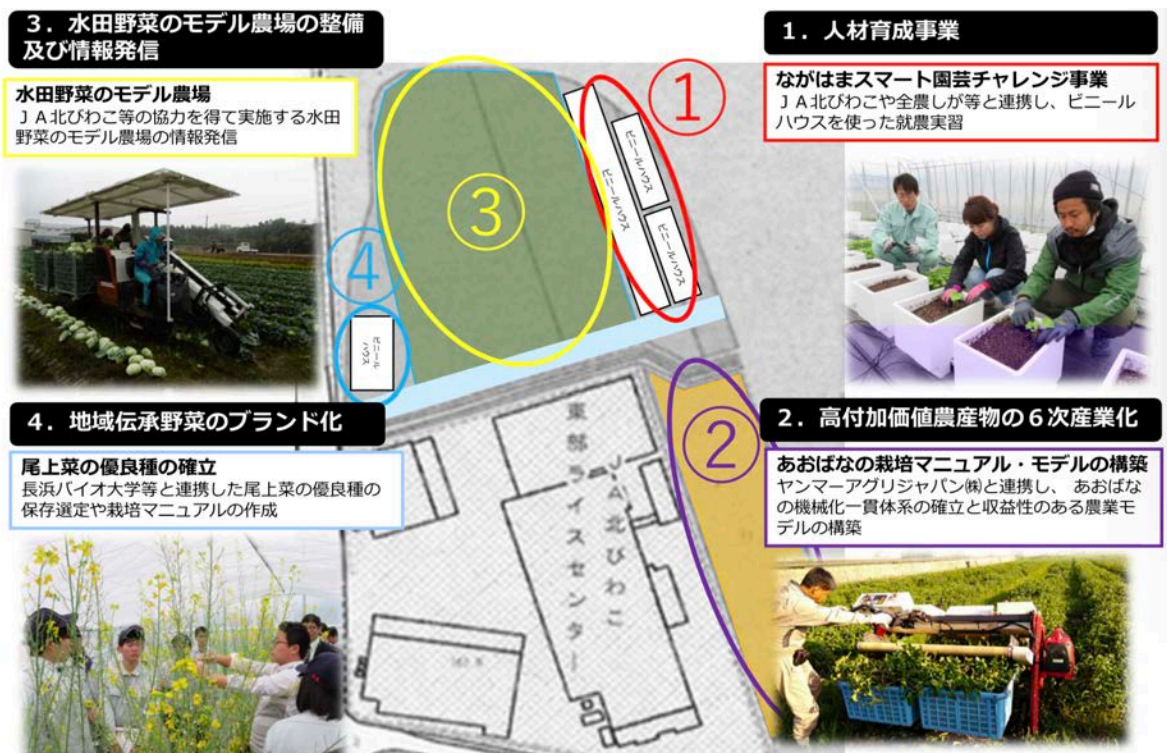 3．水田野菜のモデル農場の整備
及び情報発信
水田野菜のモデル農場
ＪＡ北びわこ等の協力を得て実施する水田
野菜のモデル農場の情報発信
1．人材育成事業
ながはまスマート園芸チャレンジ事業
ＪＡ北びわこや全農しが等と連携し、ビニール
ハウスを使った就農実習
①
ビニールハウス
ビニールハウス
ビニールハウス
③
④
ビニール
ハウス
②
4．地域伝承野菜のブランド化
尾上菜の優良種の確立
長浜バイオ大学等と連携した尾上菜の優良種の
保存選定や栽培マニュアルの作成
2．高付加価値農産物の６次産業化
あおばなの栽培マニュアル・モデルの構築
ヤンマーアグリジャパン㈱と連携し、 あおばな
の機械化一貫体系の確立と収益性のある農業モ
デルの構築
ＪＡ北びわこ
東部ライスセンター